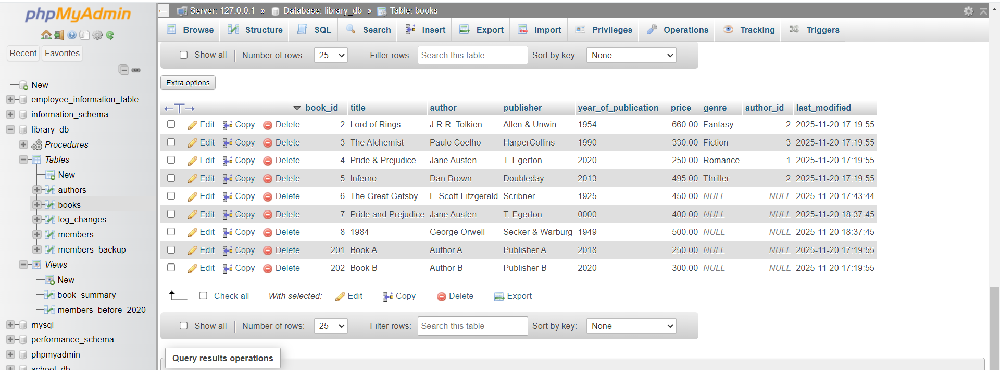 phpMyAdmin
Recent Favorites
New
employee_information_table
information_schema
library_db
Procedures
Tables
New
authors
books
log_changes
members
members_backup
Views
New
book_summary
members_before_2020
mysql
performance_schema
phpmyadmin
school_db
Server: 127.0.0.1 » Database: library_db » Table: books
Browse Structure SQL Search Insert Export Import Privileges Operations Tracking Triggers
Show all Number of rows: 25 Filter rows: Search this table Sort by key: None
Extra options
book_id title author publisher year_of_publication price genre author_id last_modified
Edit Copy Delete 2 Lord of Rings J.R.R. Tolkien Allen & Unwin 1954 660.00 Fantasy 2 2025-11-20 17:19:55
Edit Copy Delete 3 The Alchemist Paulo Coelho HarperCollins 1990 330.00 Fiction 3 2025-11-20 17:19:55
Edit Copy Delete 4 Pride & Prejudice Jane Austen T. Egerton 2020 250.00 Romance 1 2025-11-20 17:19:55
Edit Copy Delete 5 Inferno Dan Brown Doubleday 2013 495.00 Thriller 2 2025-11-20 17:19:55
Edit Copy Delete 6 The Great Gatsby F. Scott Fitzgerald Scribner 1925 450.00 NULL NULL 2025-11-20 17:43:44
Edit Copy Delete 7 Pride and Prejudice Jane Austen T. Egerton 0000 400.00 NULL NULL 2025-11-20 18:37:45
Edit Copy Delete 8 1984 George Orwell Secker & Warburg 1949 500.00 NULL NULL 2025-11-20 18:37:45
Edit Copy Delete 201 Book A Author A Publisher A 2018 250.00 NULL NULL 2025-11-20 17:19:55
Edit Copy Delete 202 Book B Author B Publisher B 2020 300.00 NULL NULL 2025-11-20 17:19:55
Check all With selected: Edit Copy Delete Export
Show all Number of rows: 25 Filter rows: Search this table Sort by key: None
Query results operations